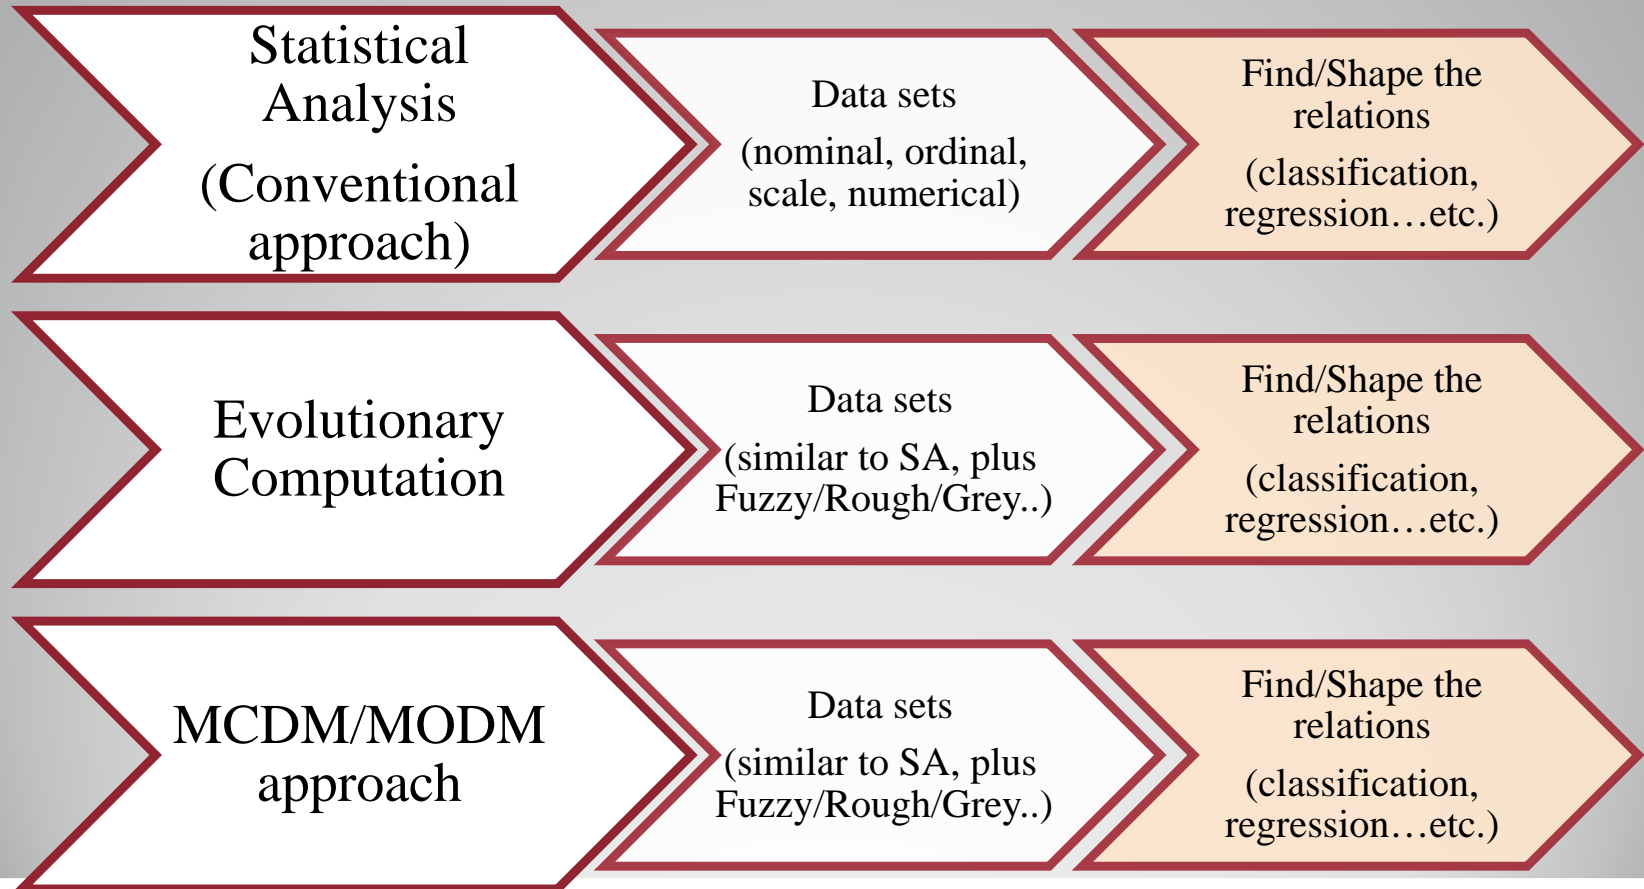 Statistical
Analysis
(Conventional
approach)
Data sets
(nominal, ordinal,
scale, numerical)
Find/Shape the
relations
(classification,
regression…etc.)
Evolutionary
Computation
Data sets
(similar to SA, plus
Fuzzy/Rough/Grey..)
Find/Shape the
relations
(classification,
regression…etc.)
MCDM/MODM
approach
Data sets
(similar to SA, plus
Fuzzy/Rough/Grey..)
Find/Shape the
relations
(classification,
regression…etc.)